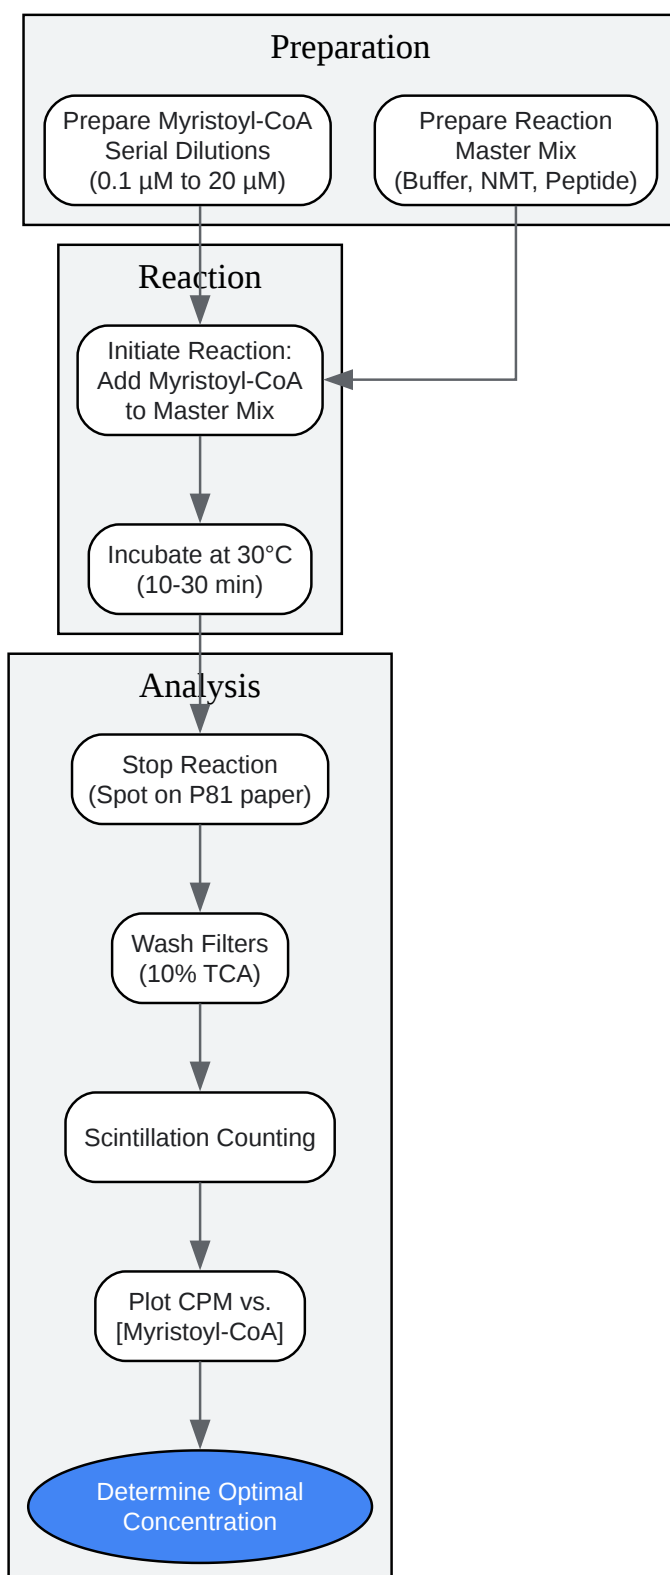 Preparation
Prepare Myristoyl-CoA
Serial Dilutions
(0.1 µM to 20 µM)
Prepare Reaction
Master Mix
(Buffer, NMT, Peptide)
Reaction
Initiate Reaction:
Add Myristoyl-CoA
to Master Mix
Incubate at 30°C
(10-30 min)
Analysis
Stop Reaction
(Spot on P81 paper)
Wash Filters
(10% TCA)
Scintillation Counting
Plot CPM vs.
[Myristoyl-CoA]
Determine Optimal
Concentration